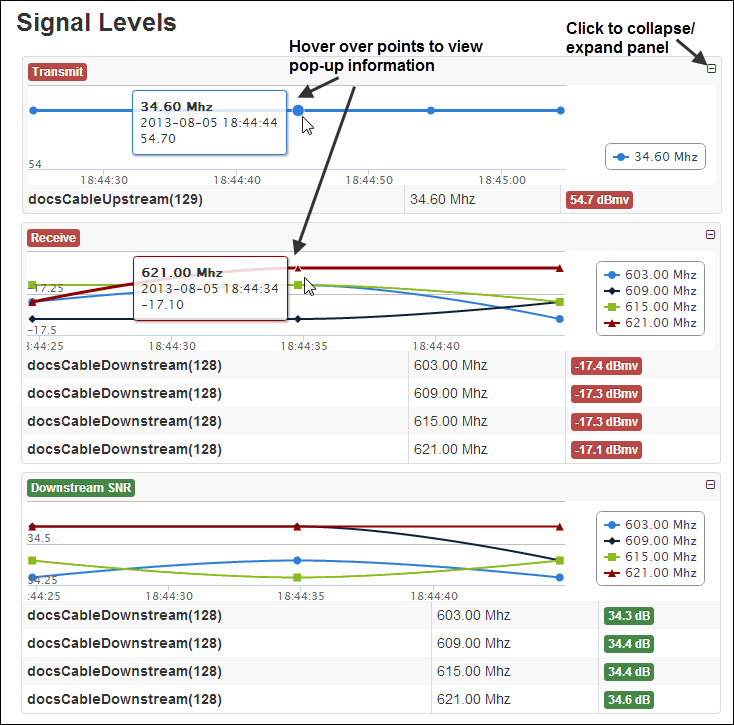 Signal Levels
Click to collapse/
expand panel
Hover over points to view
pop-up information
Transmit
34.60 Mhz
2013-08-05 18:44:44
54.70
34.60 Mhz
54
18:44:30 18:44:40 18:44:50 18:45:00
docsCableUpstream(129) 34.60 Mhz 54.7 dBmv
Receive
621.00 Mhz
2013-08-05 18:44:34
-17.10
603.00 Mhz
609.00 Mhz
615.00 Mhz
621.00 Mhz
-17.25
-17.5
:44:25 18:44:30 18:44:35 18:44:40
docsCableDownstream(128) 603.00 Mhz -17.4 dBmv
docsCableDownstream(128) 609.00 Mhz -17.3 dBmv
docsCableDownstream(128) 615.00 Mhz -17.3 dBmv
docsCableDownstream(128) 621.00 Mhz -17.1 dBmv
Downstream SNR
603.00 Mhz
609.00 Mhz
615.00 Mhz
621.00 Mhz
34.5
34.25
:44:25 18:44:30 18:44:35 18:44:40
docsCableDownstream(128) 603.00 Mhz 34.3 dB
docsCableDownstream(128) 609.00 Mhz 34.4 dB
docsCableDownstream(128) 615.00 Mhz 34.4 dB
docsCableDownstream(128) 621.00 Mhz 34.6 dB